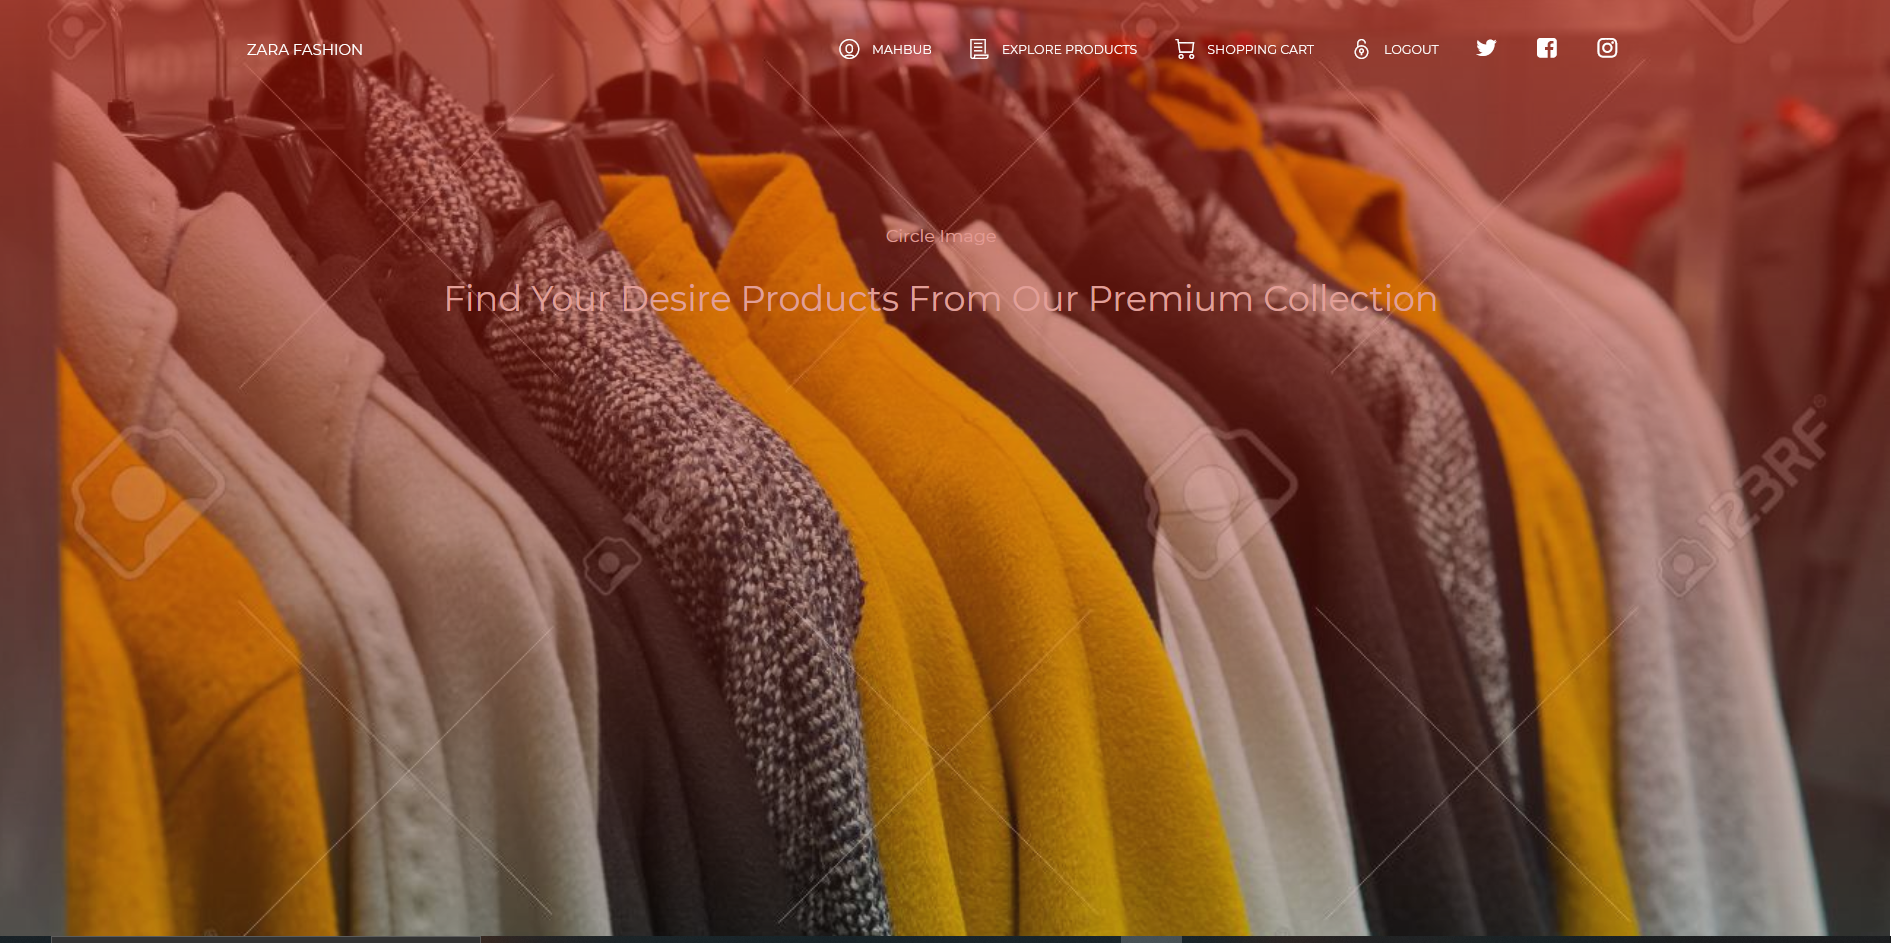 ZARA FASHION
MAHBUB
EXPLORE PRODUCTS
SHOPPING CART
LOGOUT
Circle Image
Find Your Desire Products From Our Premium Collection
123RF